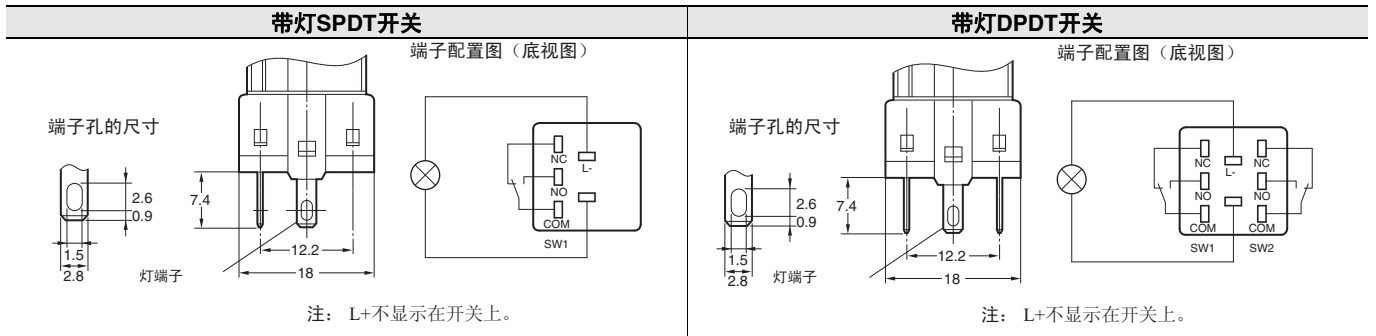 带灯SPDT开关
端子配置图（底视图）
端子孔的尺寸
2.6
0.9
1.5
2.8
7.4
12.2
18
灯端子
NC
L-
NO
COM
SW1
注： L+不显示在开关上。
带灯DPDT开关
端子配置图（底视图）
端子孔的尺寸
2.6
0.9
1.5
2.8
7.4
12.2
18
灯端子
NC
L-
NC
NO
NO
COM
COM
SW1
SW2
注： L+不显示在开关上。